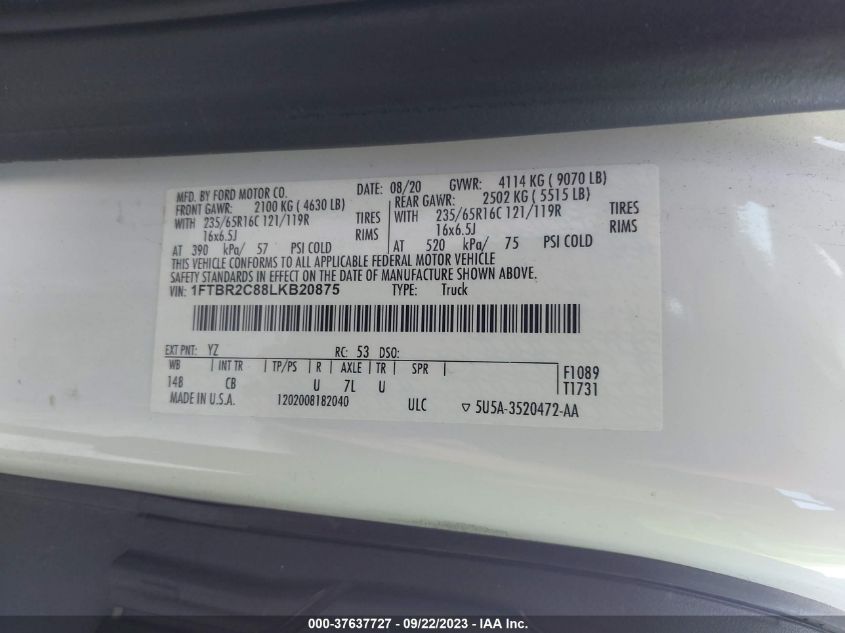 MFD. BY FORD MOTOR CO. DATE: 08/20 GVWR: 4114 KG ( 9070 LB)
FRONT GAWR: 2100 KG ( 4630 LB) REAR GAWR: 2502 KG ( 5515 LB)
WITH 235/65R16C 121/119R TIRES WITH 235/65R16C 121/119R TIRES
16x6.5J RIMS 16x6.5J RIMS
AT 390 kPa/ 57 PSI COLD AT 520 kPa/ 75 PSI COLD
THIS VEHICLE CONFORMS TO ALL APPLICABLE FEDERAL MOTOR VEHICLE
SAFETY STANDARDS IN EFFECT ON THE DATE OF MANUFACTURE SHOWN ABOVE.
VIN: 1FTBR2C88LKB20875 TYPE: Truck
EXT PNT: YZ RC: 53 DSO:
WB INT TR TP/PS R AXLE TR SPR F1089
148 CB U 7L U T1731
MADE IN U.S.A. 1202008182040 ULC ▽ 5U5A-3520472-AA
000-37637727 - 09/22/2023 - IAA Inc.